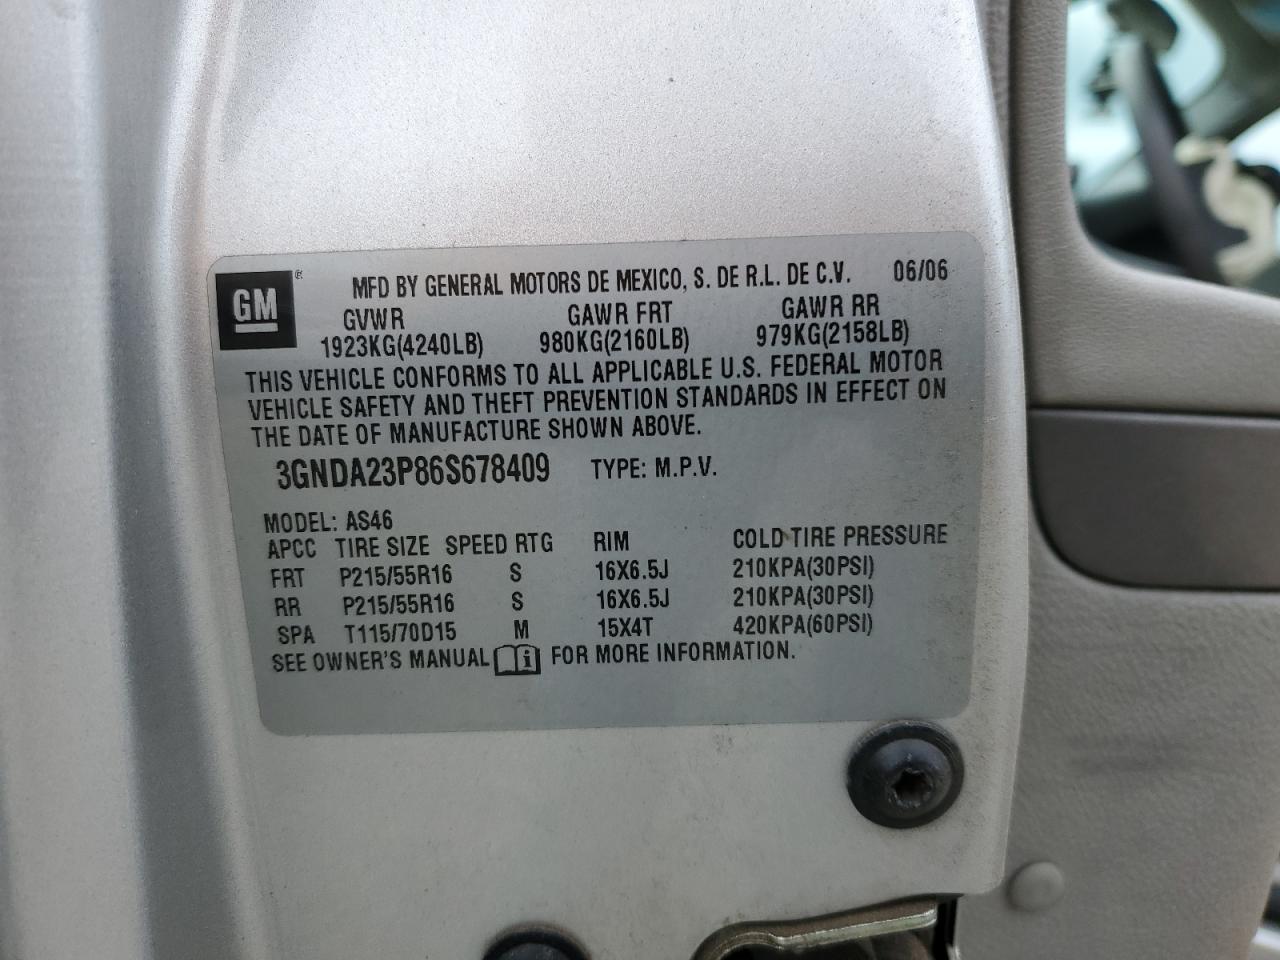 GM ® MFD BY GENERAL MOTORS DE MEXICO, S. DE R.L. DE C.V. 06/06
GVWR GAWR FRT GAWR RR
1923KG(4240LB) 980KG(2160LB) 979KG(2158LB)
THIS VEHICLE CONFORMS TO ALL APPLICABLE U.S. FEDERAL MOTOR
VEHICLE SAFETY AND THEFT PREVENTION STANDARDS IN EFFECT ON
THE DATE OF MANUFACTURE SHOWN ABOVE.
3GNDA23P86S678409 TYPE: M.P.V.
MODEL: AS46
APCC TIRE SIZE SPEED RTG RIM COLD TIRE PRESSURE
FRT P215/55R16 S 16X6.5J 210KPA(30PSI)
RR P215/55R16 S 16X6.5J 210KPA(30PSI)
SPA T115/70D15 M 15X4T 420KPA(60PSI)
SEE OWNER'S MANUAL i FOR MORE INFORMATION.